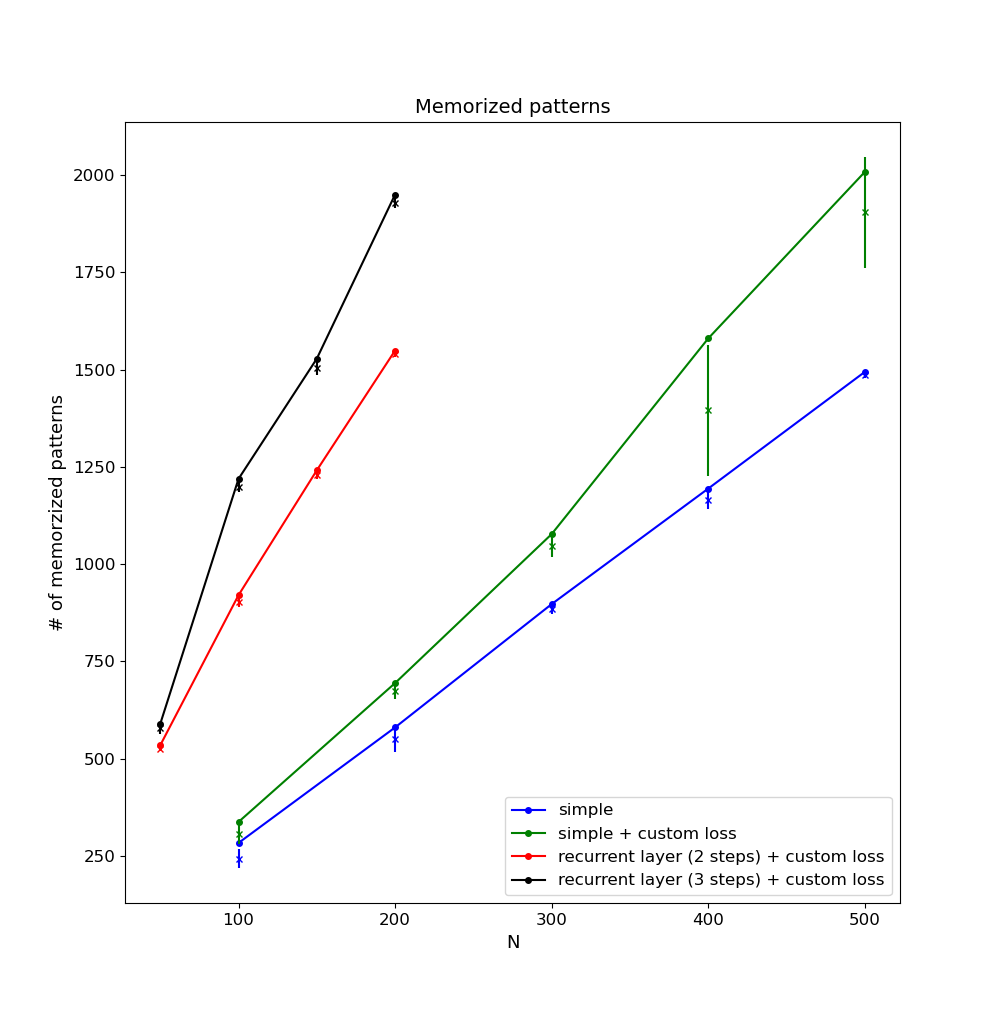 Memorized patterns
# of memorzized patterns
2000
1750
1500
1250
1000
750
500
250
simple
simple + custom loss
recurrent layer (2 steps) + custom loss
recurrent layer (3 steps) + custom loss
100 200 300 400 500
N